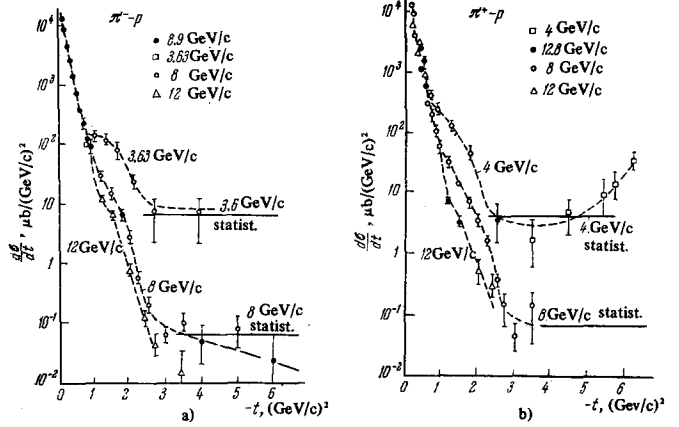 π⁻-p
8.9 GeV/c
3.63 GeV/c
8 GeV/c
12 GeV/c
dσ/dt, μb/(GeV/c)²
10⁴
10³
10²
10
1
10⁻¹
10⁻²
3.63 GeV/c
3.6 GeV/c
statist.
12 GeV/c
8 GeV/c
8 GeV/c
statist.
0 1 2 3 4 5 6
-t, (GeV/c)²
a)
π⁺-p
4 GeV/c
12.8 GeV/c
8 GeV/c
12 GeV/c
dσ/dt, μb/(GeV/c)²
10⁴
10³
10²
10
1
10⁻¹
10⁻²
4 GeV/c
4 GeV/c
statist.
12 GeV/c
8 GeV/c statist.
0 1 2 3 4 5 6
-t, (Gev/c)²
b)